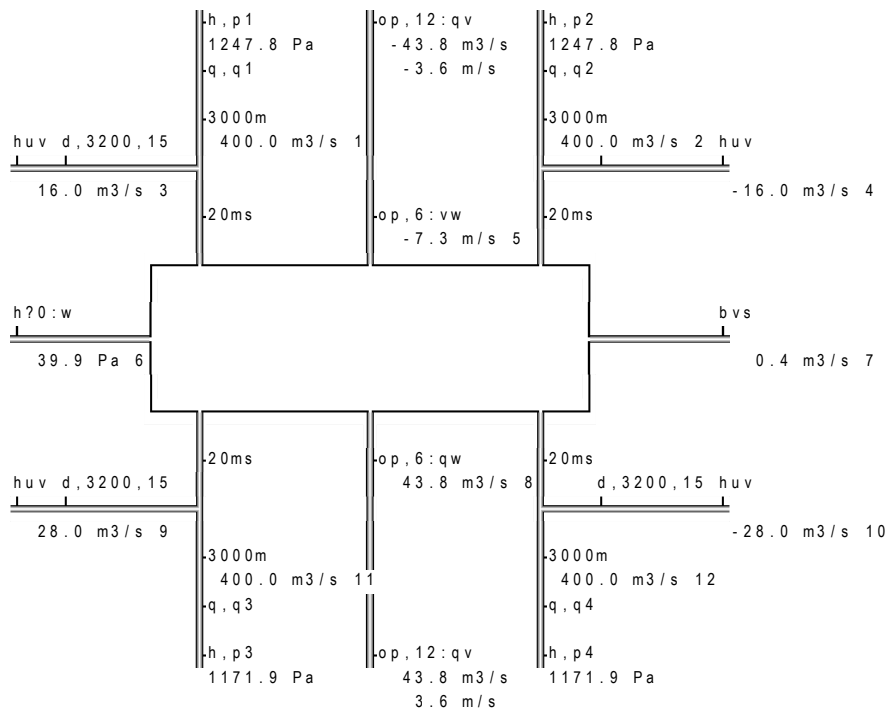 h,p1 op,12:qv h,p2
1247.8 Pa -43.8 m3/s 1247.8 Pa
q,q1 -3.6 m/s q,q2
3000m 3000m
huv d,3200,15 400.0 m3/s 1 400.0 m3/s 2 huv
16.0 m3/s 3 -16.0 m3/s 4
20ms op,6:vw 20ms
-7.3 m/s 5
h?0:w bvs
39.9 Pa 6 0.4 m3/s 7
20ms op,6:qw 20ms
huv d,3200,15 43.8 m3/s 8 d,3200,15 huv
28.0 m3/s 9 -28.0 m3/s 10
3000m 3000m
400.0 m3/s 11 400.0 m3/s 12
q,q3 q,q4
h,p3 op,12:qv h,p4
1171.9 Pa 43.8 m3/s 1171.9 Pa
3.6 m/s